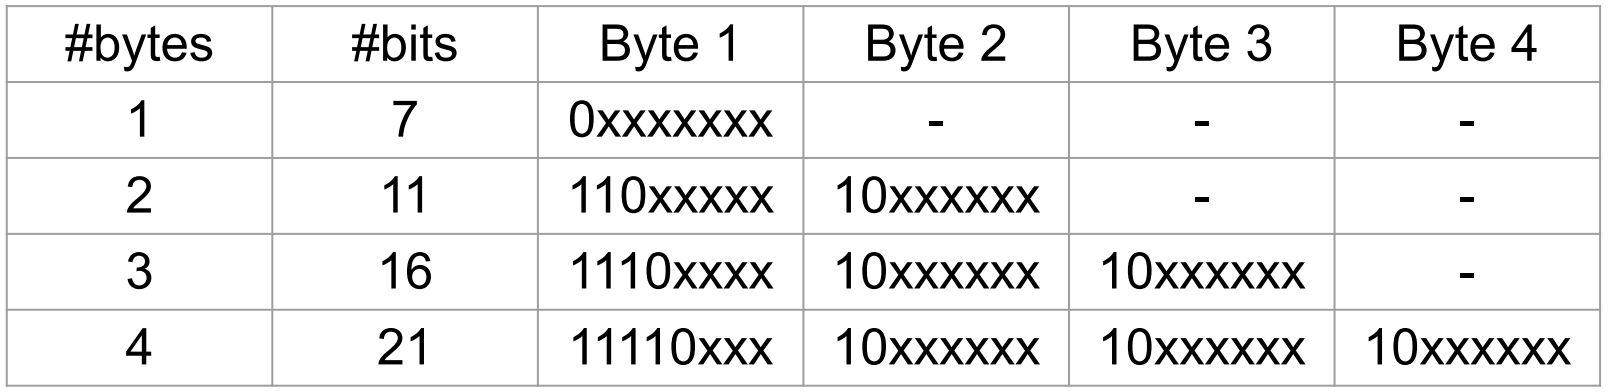 #bytes #bits Byte 1 Byte 2 Byte 3 Byte 4
1 7 0xxxxxxx - - -
2 11 110xxxxx 10xxxxxx - -
3 16 1110xxxx 10xxxxxx 10xxxxxx -
4 21 11110xxx 10xxxxxx 10xxxxxx 10xxxxxx